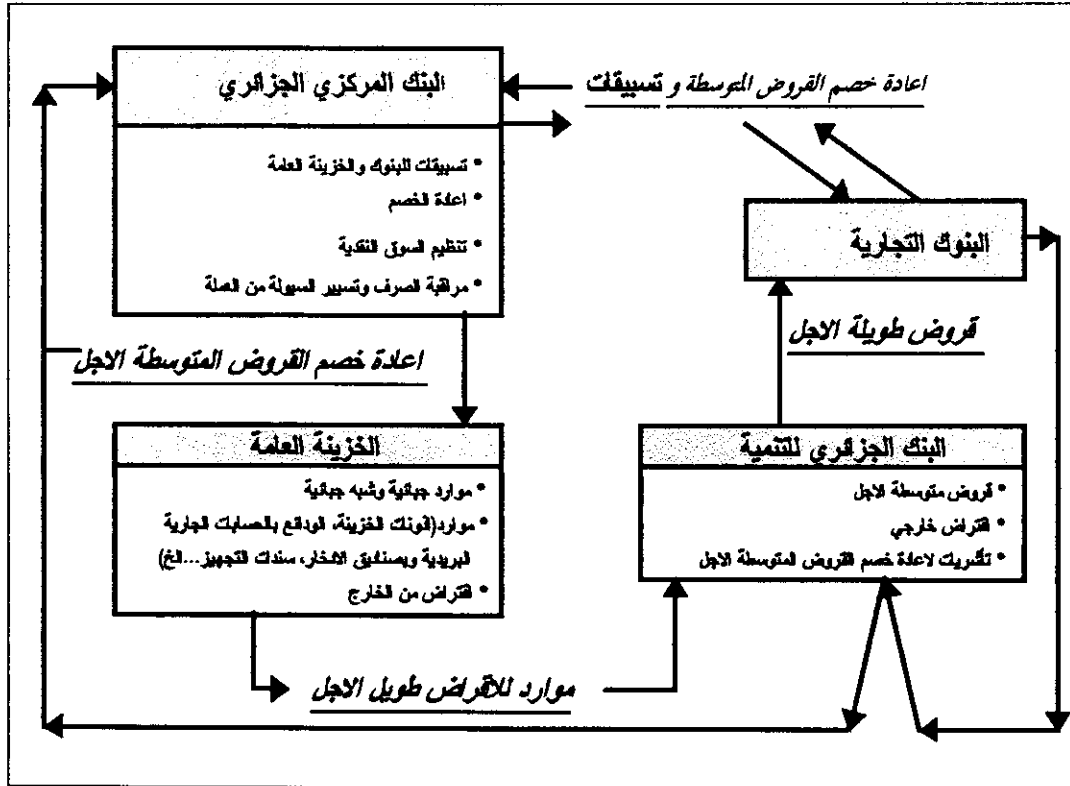 البنك المركزي الجزائري
اعادة خصم القروض المتوسطة و تسبيقات
• تسبيقات للبنوك والخزينة العامة
• اعادة الخصم
• تنظيم السوق النقدية
• مراقبة الصرف وتسيير السيولة من العملة
البنوك التجارية
قروض طويلة الاجل
اعادة خصم القروض المتوسطة الاجل
الخزينة العامة
• موارد جبائية وشبه جبائية
• موارد(أذونات الخزينة، الودائع بالحسابات الجارية
البريدية وبصناديق الادخار، سندات التجهيز...الخ)
• اقتراض من الخارج
البنك الجزائري للتنمية
• قروض متوسطة الاجل
• اقتراض خارجي
• تأشيرات لاعادة خصم القروض المتوسطة الاجل
موارد للاقراض طويل الاجل